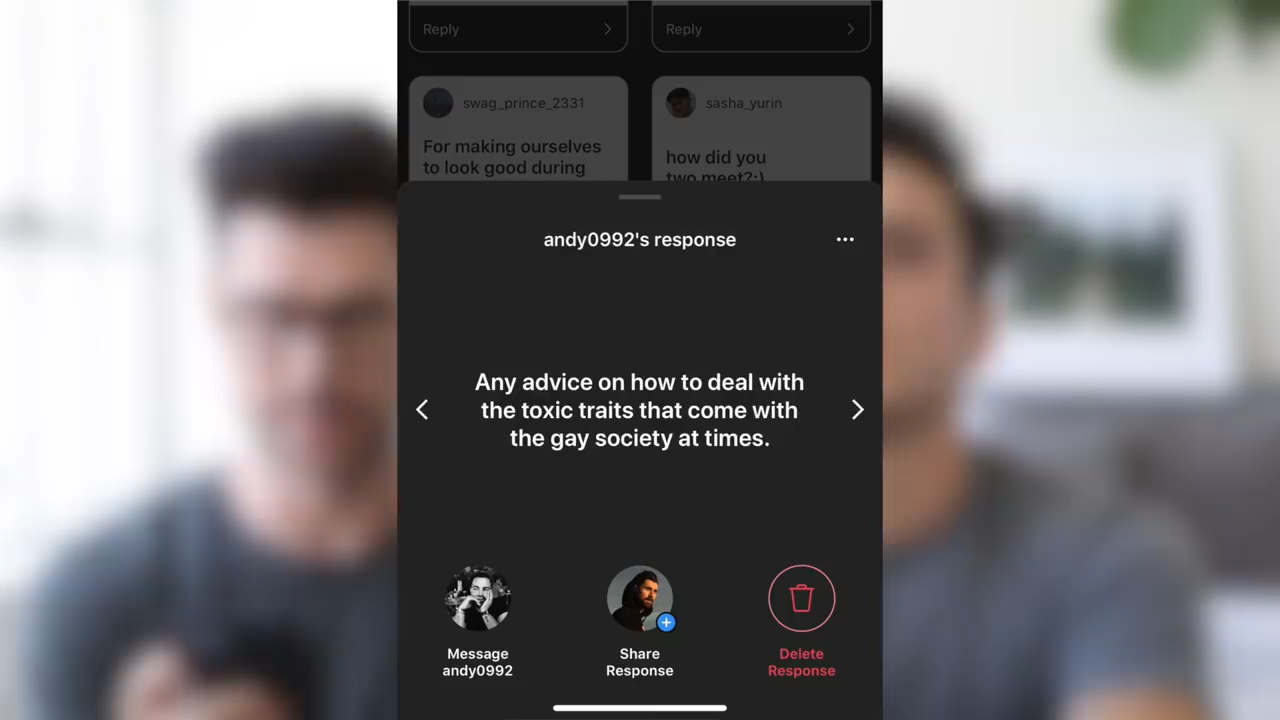 Reply
Reply
swag_prince_2331
sasha_yurin
For making ourselves
to look good during
how did you
two meet?:)
andy0992's response
Any advice on how to deal with
the toxic traits that come with
the gay society at times.
Message
andy0992
Share
Response
Delete
Response